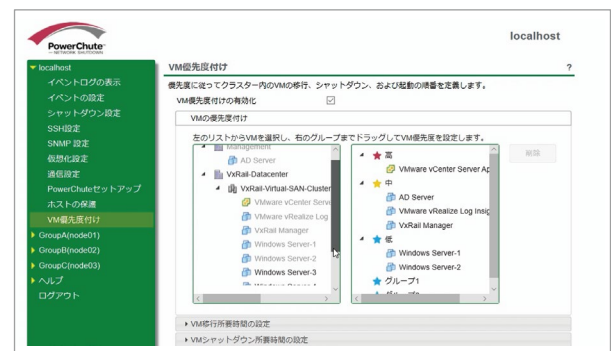 PowerChute
NETWORK SHUTDOWN
localhost
localhost
イベントログの表示
イベントの設定
シャットダウン設定
SSH設定
SNMP 設定
仮想化設定
通信設定
PowerChuteセットアップ
ホストの保護
VM優先度付け
GroupA(node01)
GroupB(node02)
GroupC(node03)
ヘルプ
ログアウト
VM優先度付け
?
優先度に従ってクラスター内のVMの移行、シャットダウン、および起動の順番を定義します。
VM優先度付けの有効化
VMの優先度付け
左のリストからVMを選択し、右のグループまでドラッグしてVM優先度を設定します。
Management
AD Server
VxRail-Datacenter
VxRail-Virtual-SAN-Cluster
VMware vCenter Serve
VMware vRealize Log
VxRail Manager
Windows Server-1
Windows Server-2
Windows Server-3
高
VMware vCenter Server Ap
中
AD Server
VMware vRealize Log Insig
VxRail Manager
低
Windows Server-1
Windows Server-2
グループ1
削除
VM移行所要時間の設定
VMシャットダウン所要時間の設定